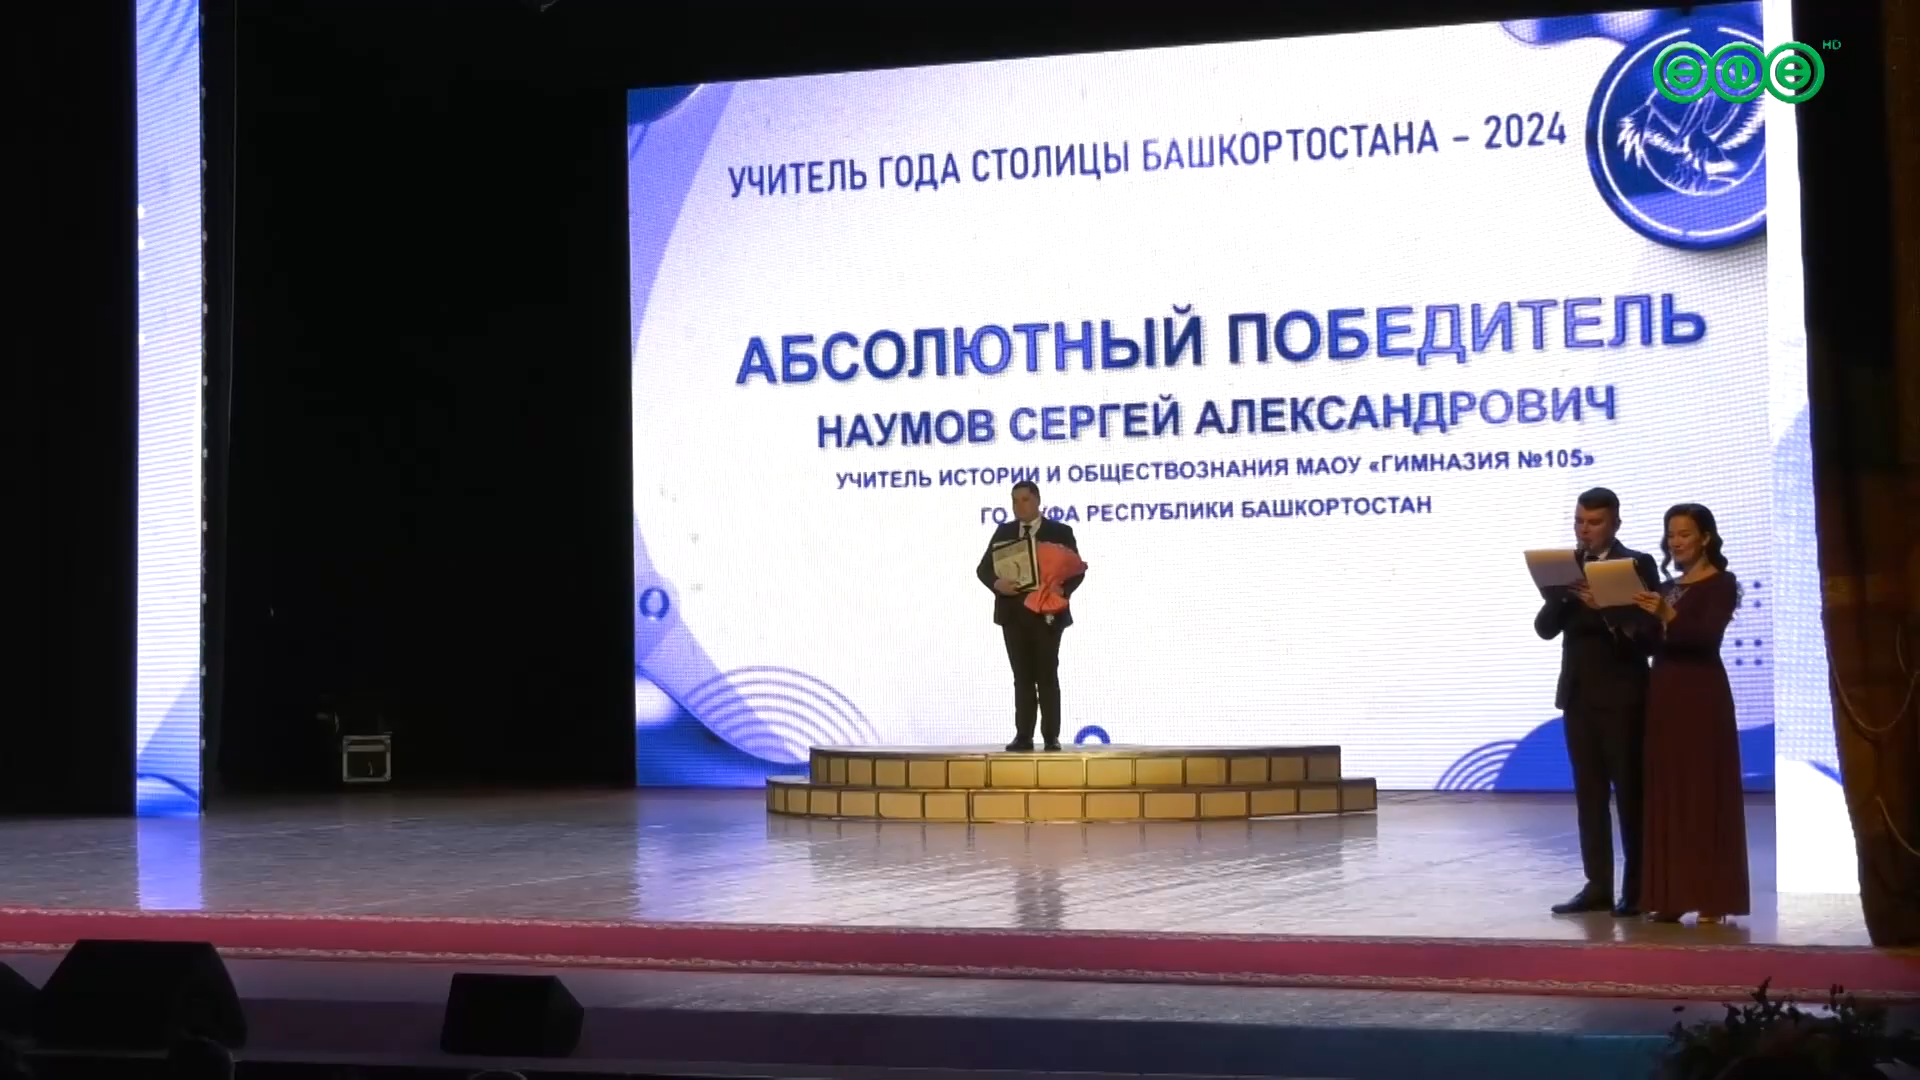 HD
УЧИТЕЛЬ ГОДА СТОЛИЦЫ БАШКОРТОСТАНА – 2024
АБСОЛЮТНЫЙ ПОБЕДИТЕЛЬ
НАУМОВ СЕРГЕЙ АЛЕКСАНДРОВИЧ
УЧИТЕЛЬ ИСТОРИИ И ОБЩЕСТВОЗНАНИЯ МАОУ «ГИМНАЗИЯ №105»
ГО РЕСПУБЛИКИ БАШКОРТОСТАН